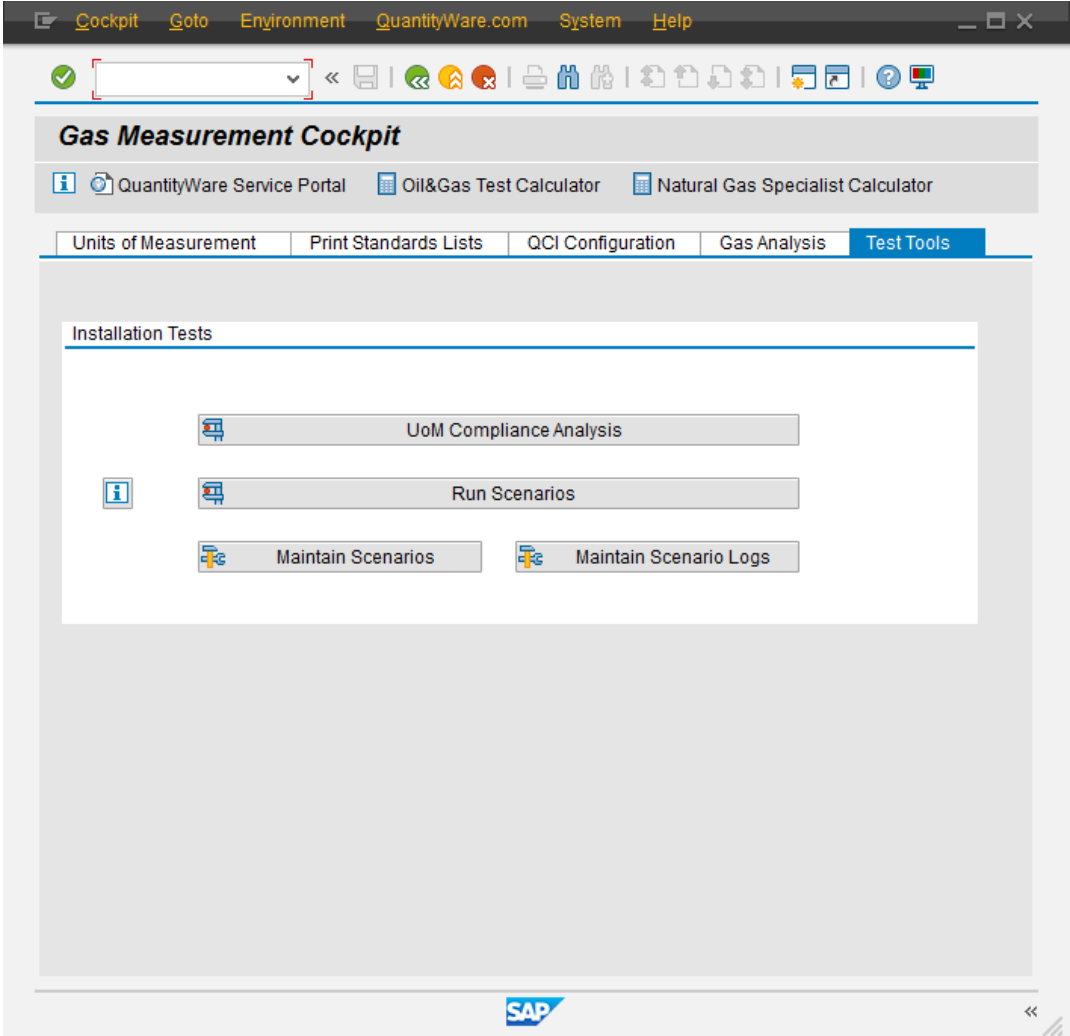 Cockpit Goto Environment QuantityWare.com System Help
Gas Measurement Cockpit
QuantityWare Service Portal Oil&Gas Test Calculator Natural Gas Specialist Calculator
Units of Measurement Print Standards Lists QCI Configuration Gas Analysis Test Tools
Installation Tests
UoM Compliance Analysis
Run Scenarios
Maintain Scenarios Maintain Scenario Logs
SAP